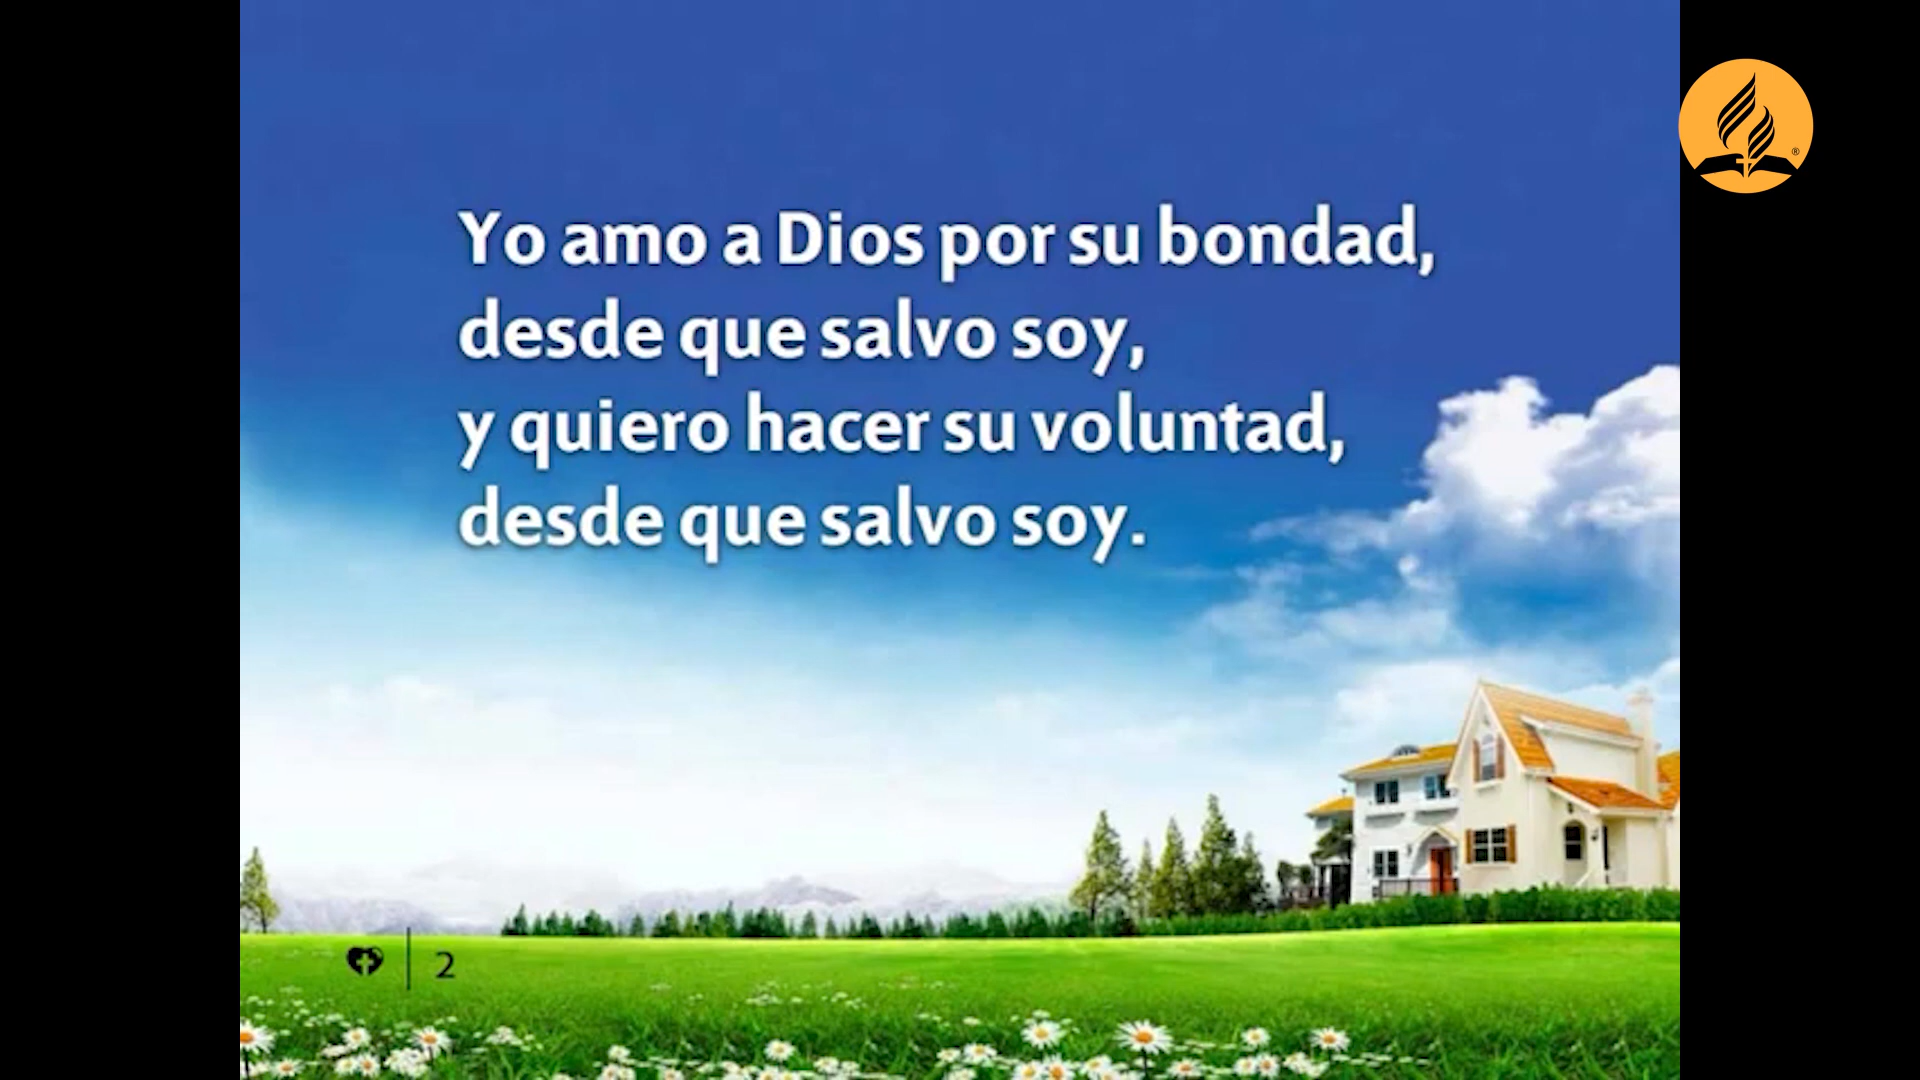 Yo amo a Dios por su bondad,
desde que salvo soy,
y quiero hacer su voluntad,
desde que salvo soy.
2
®